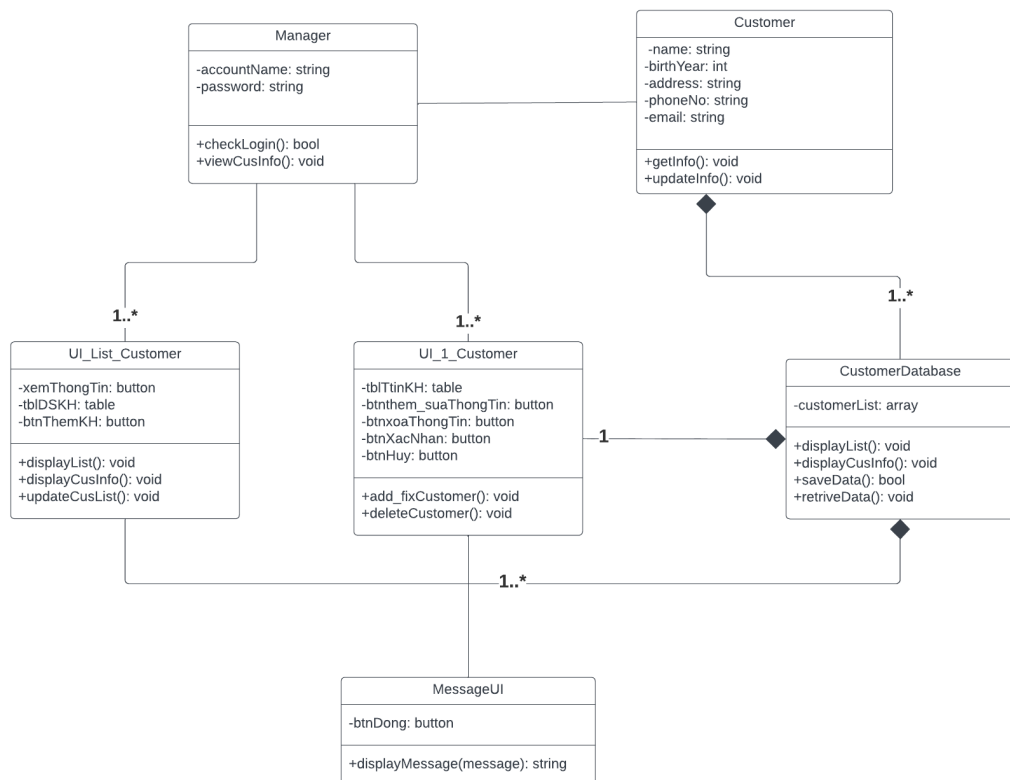 Manager
-accountName: string
-password: string
+checkLogin(): bool
+viewCusInfo(): void
Customer
-name: string
-birthYear: int
-address: string
-phoneNo: string
-email: string
+getInfo(): void
+updateInfo(): void
1..*
1..*
1..*
UI_List_Customer
-xemThongTin: button
-tblDSKH: table
-btnThemKH: button
+displayList(): void
+displayCusInfo(): void
+updateCusList(): void
UI_1_Customer
-tblTtinKH: table
-btnthem_suaThongTin: button
-btnxoaThongTin: button
-btnXacNhan: button
-btnHuy: button
+add_fixCustomer(): void
+deleteCustomer(): void
1
CustomerDatabase
-customerList: array
+displayList(): void
+displayCusInfo(): void
+saveData(): bool
+retriveData(): void
1..*
MessageUI
-btnDong: button
+displayMessage(message): string